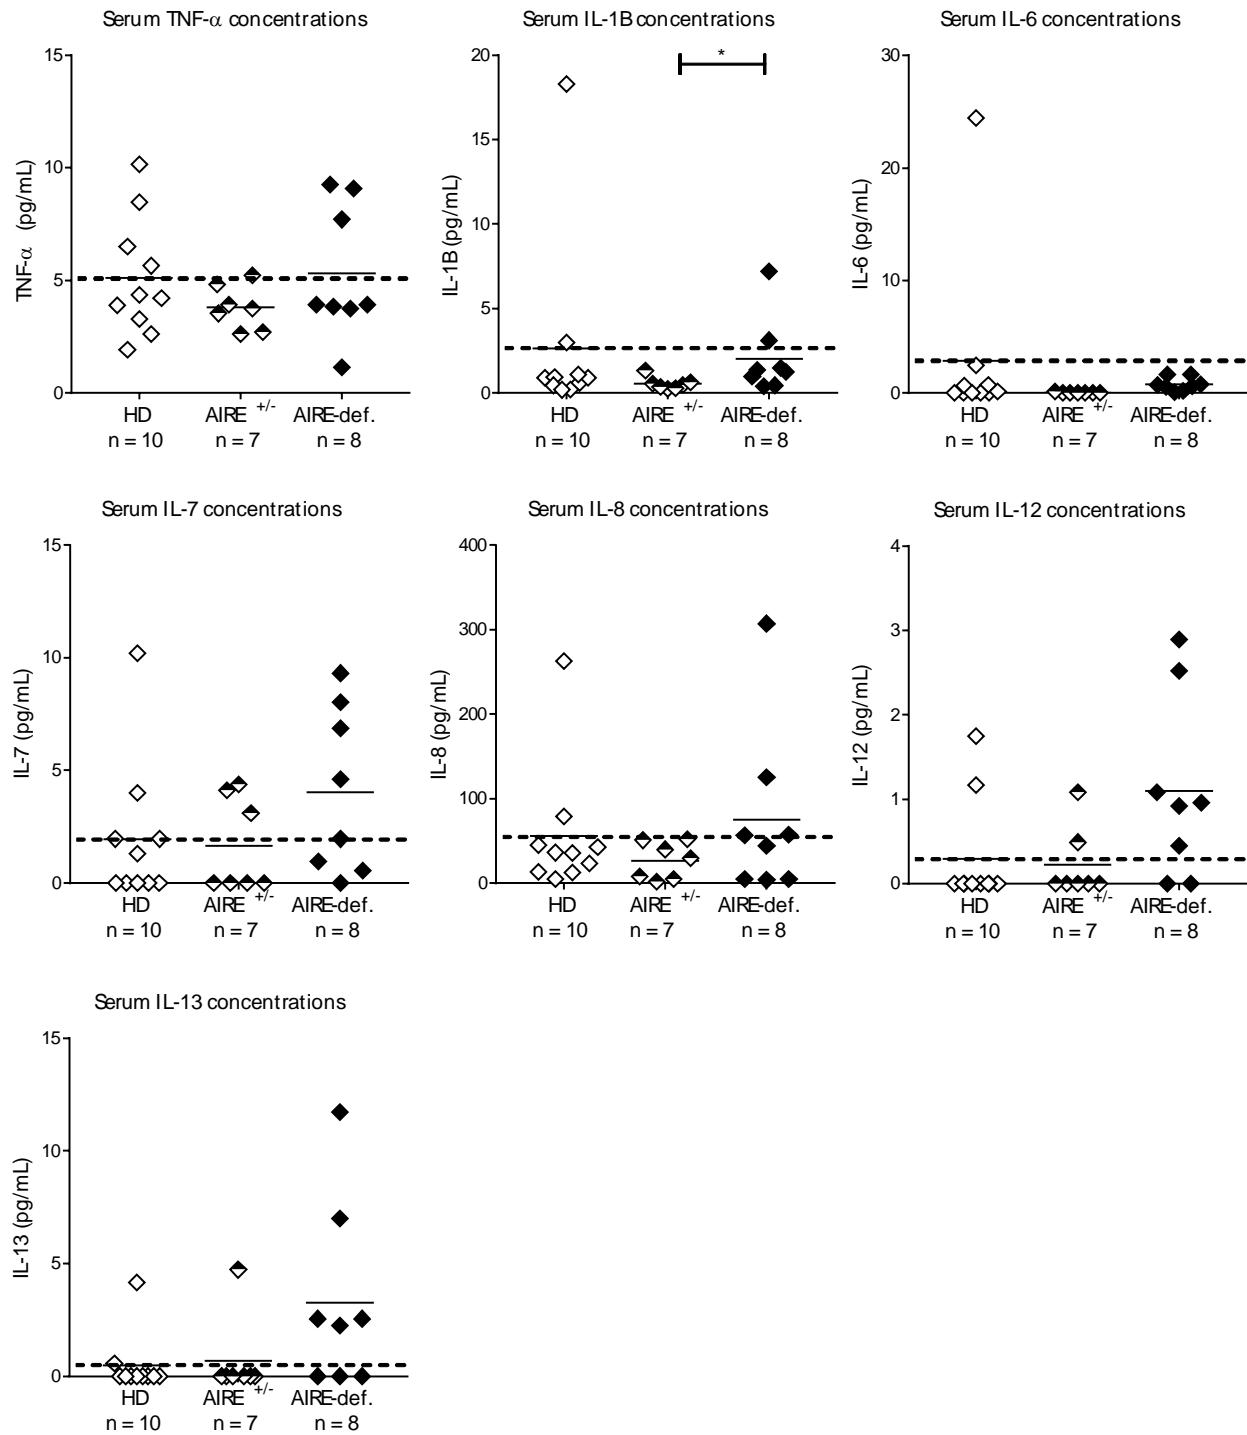 Serum TNF-α concentrations
15
10
5
0
TNF-α (pg/mL)
HD
n = 10
AIRE +/-
n = 7
AIRE-def.
n = 8
Serum IL-1B concentrations
*
20
15
10
5
0
IL-1B (pg/mL)
HD
n = 10
AIRE +/-
n = 7
AIRE-def.
n = 8
Serum IL-6 concentrations
30
20
10
0
IL-6 (pg/mL)
HD
n = 10
AIRE +/-
n = 7
AIRE-def.
n = 8
Serum IL-7 concentrations
15
10
5
0
IL-7 (pg/mL)
HD
n = 10
AIRE +/-
n = 7
AIRE-def.
n = 8
Serum IL-8 concentrations
400
300
200
100
0
IL-8 (pg/mL)
HD
n = 10
AIRE +/-
n = 7
AIRE-def.
n = 8
Serum IL-12 concentrations
4
3
2
1
0
IL-12 (pg/mL)
HD
n = 10
AIRE +/-
n = 7
AIRE-def.
n = 8
Serum IL-13 concentrations
15
10
5
0
IL-13 (pg/mL)
HD
n = 10
AIRE +/-
n = 7
AIRE-def.
n = 8